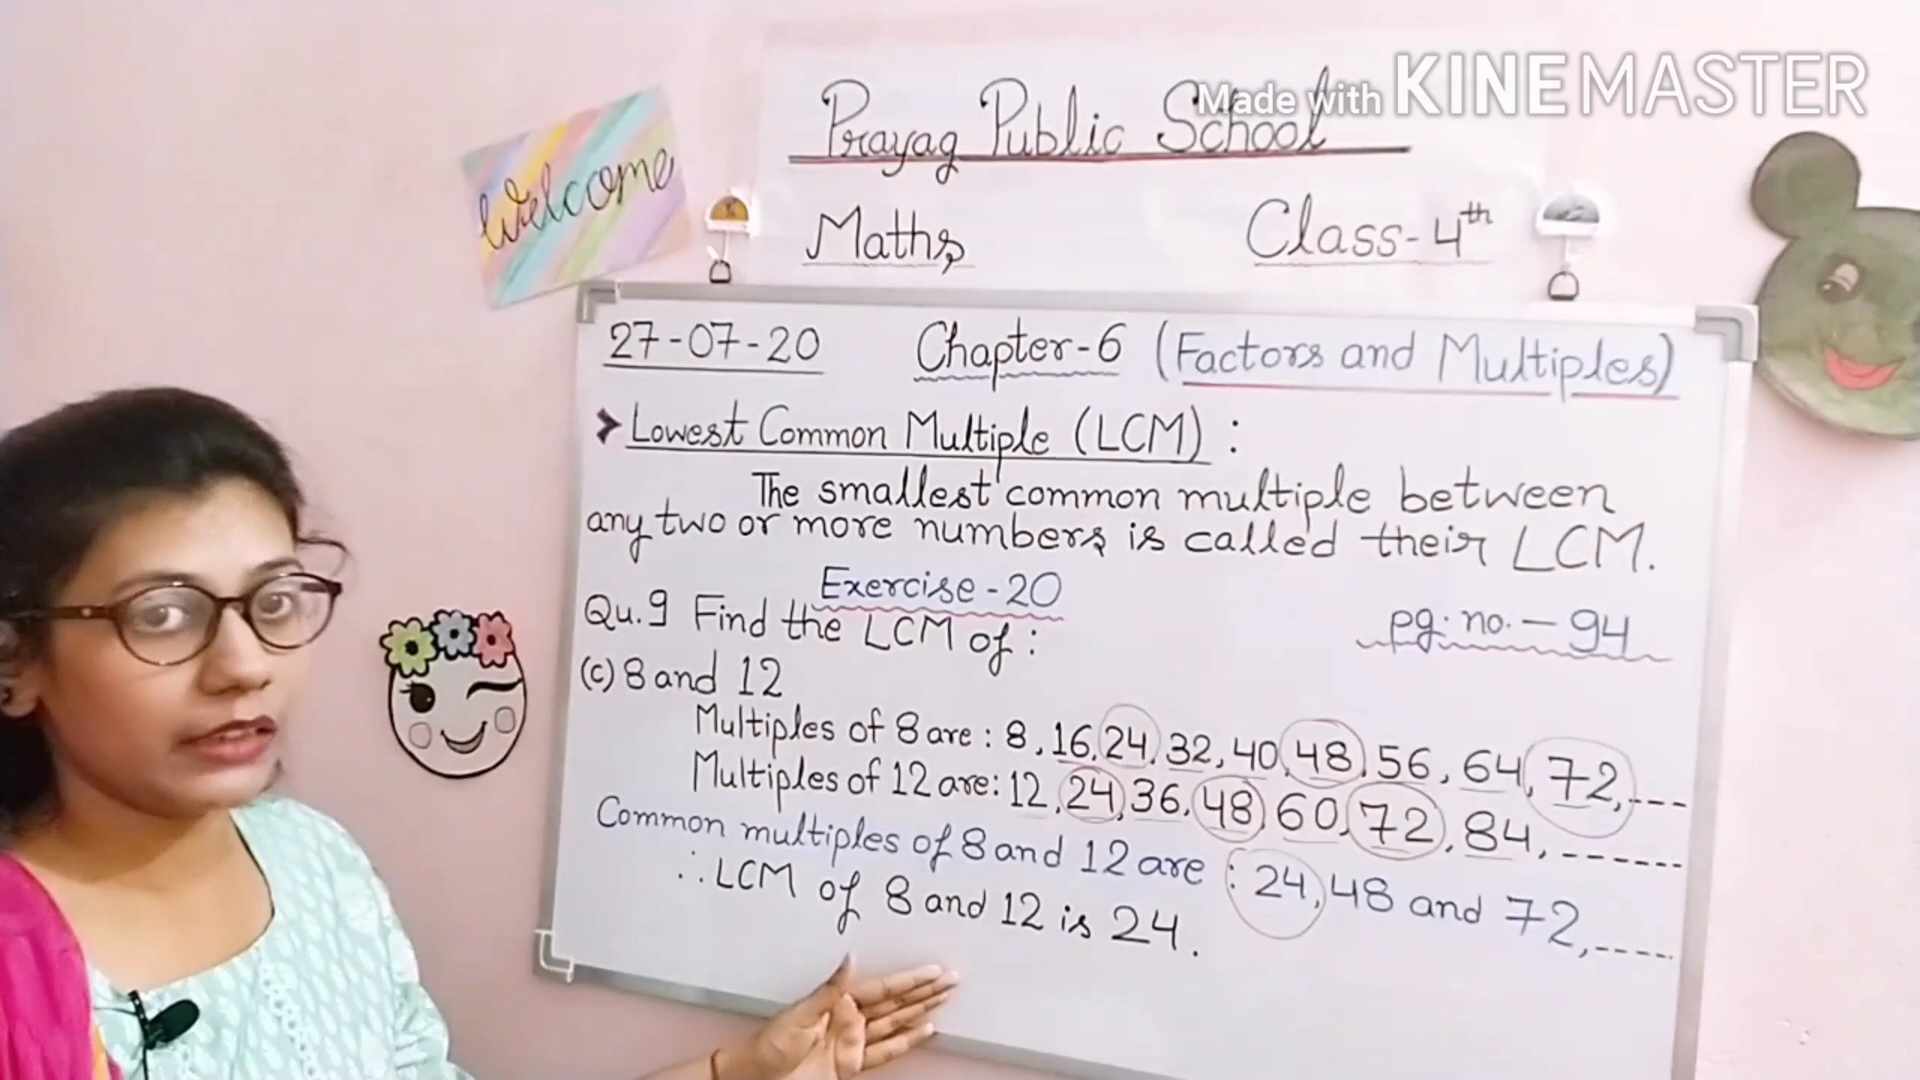 Made with KINEMASTER
Prayag Public School
Welcome
Maths
Class-4th
27-07-20 Chapter-6 (Factors and Multiples)
➤ Lowest Common Multiple (LCM) :
The smallest common multiple between
any two or more numbers is called their LCM.
Exercise-20
pg. no. - 94
Qu.9 Find the LCM of :
(c) 8 and 12
Multiples of 8 are : 8, 16, 24, 32, 40, 48, 56, 64, 72, ---
Multiples of 12 are: 12, 24, 36, 48, 60, 72, 84, ------
Common multiples of 8 and 12 are : 24, 48 and 72, ----
∴ LCM of 8 and 12 is 24.